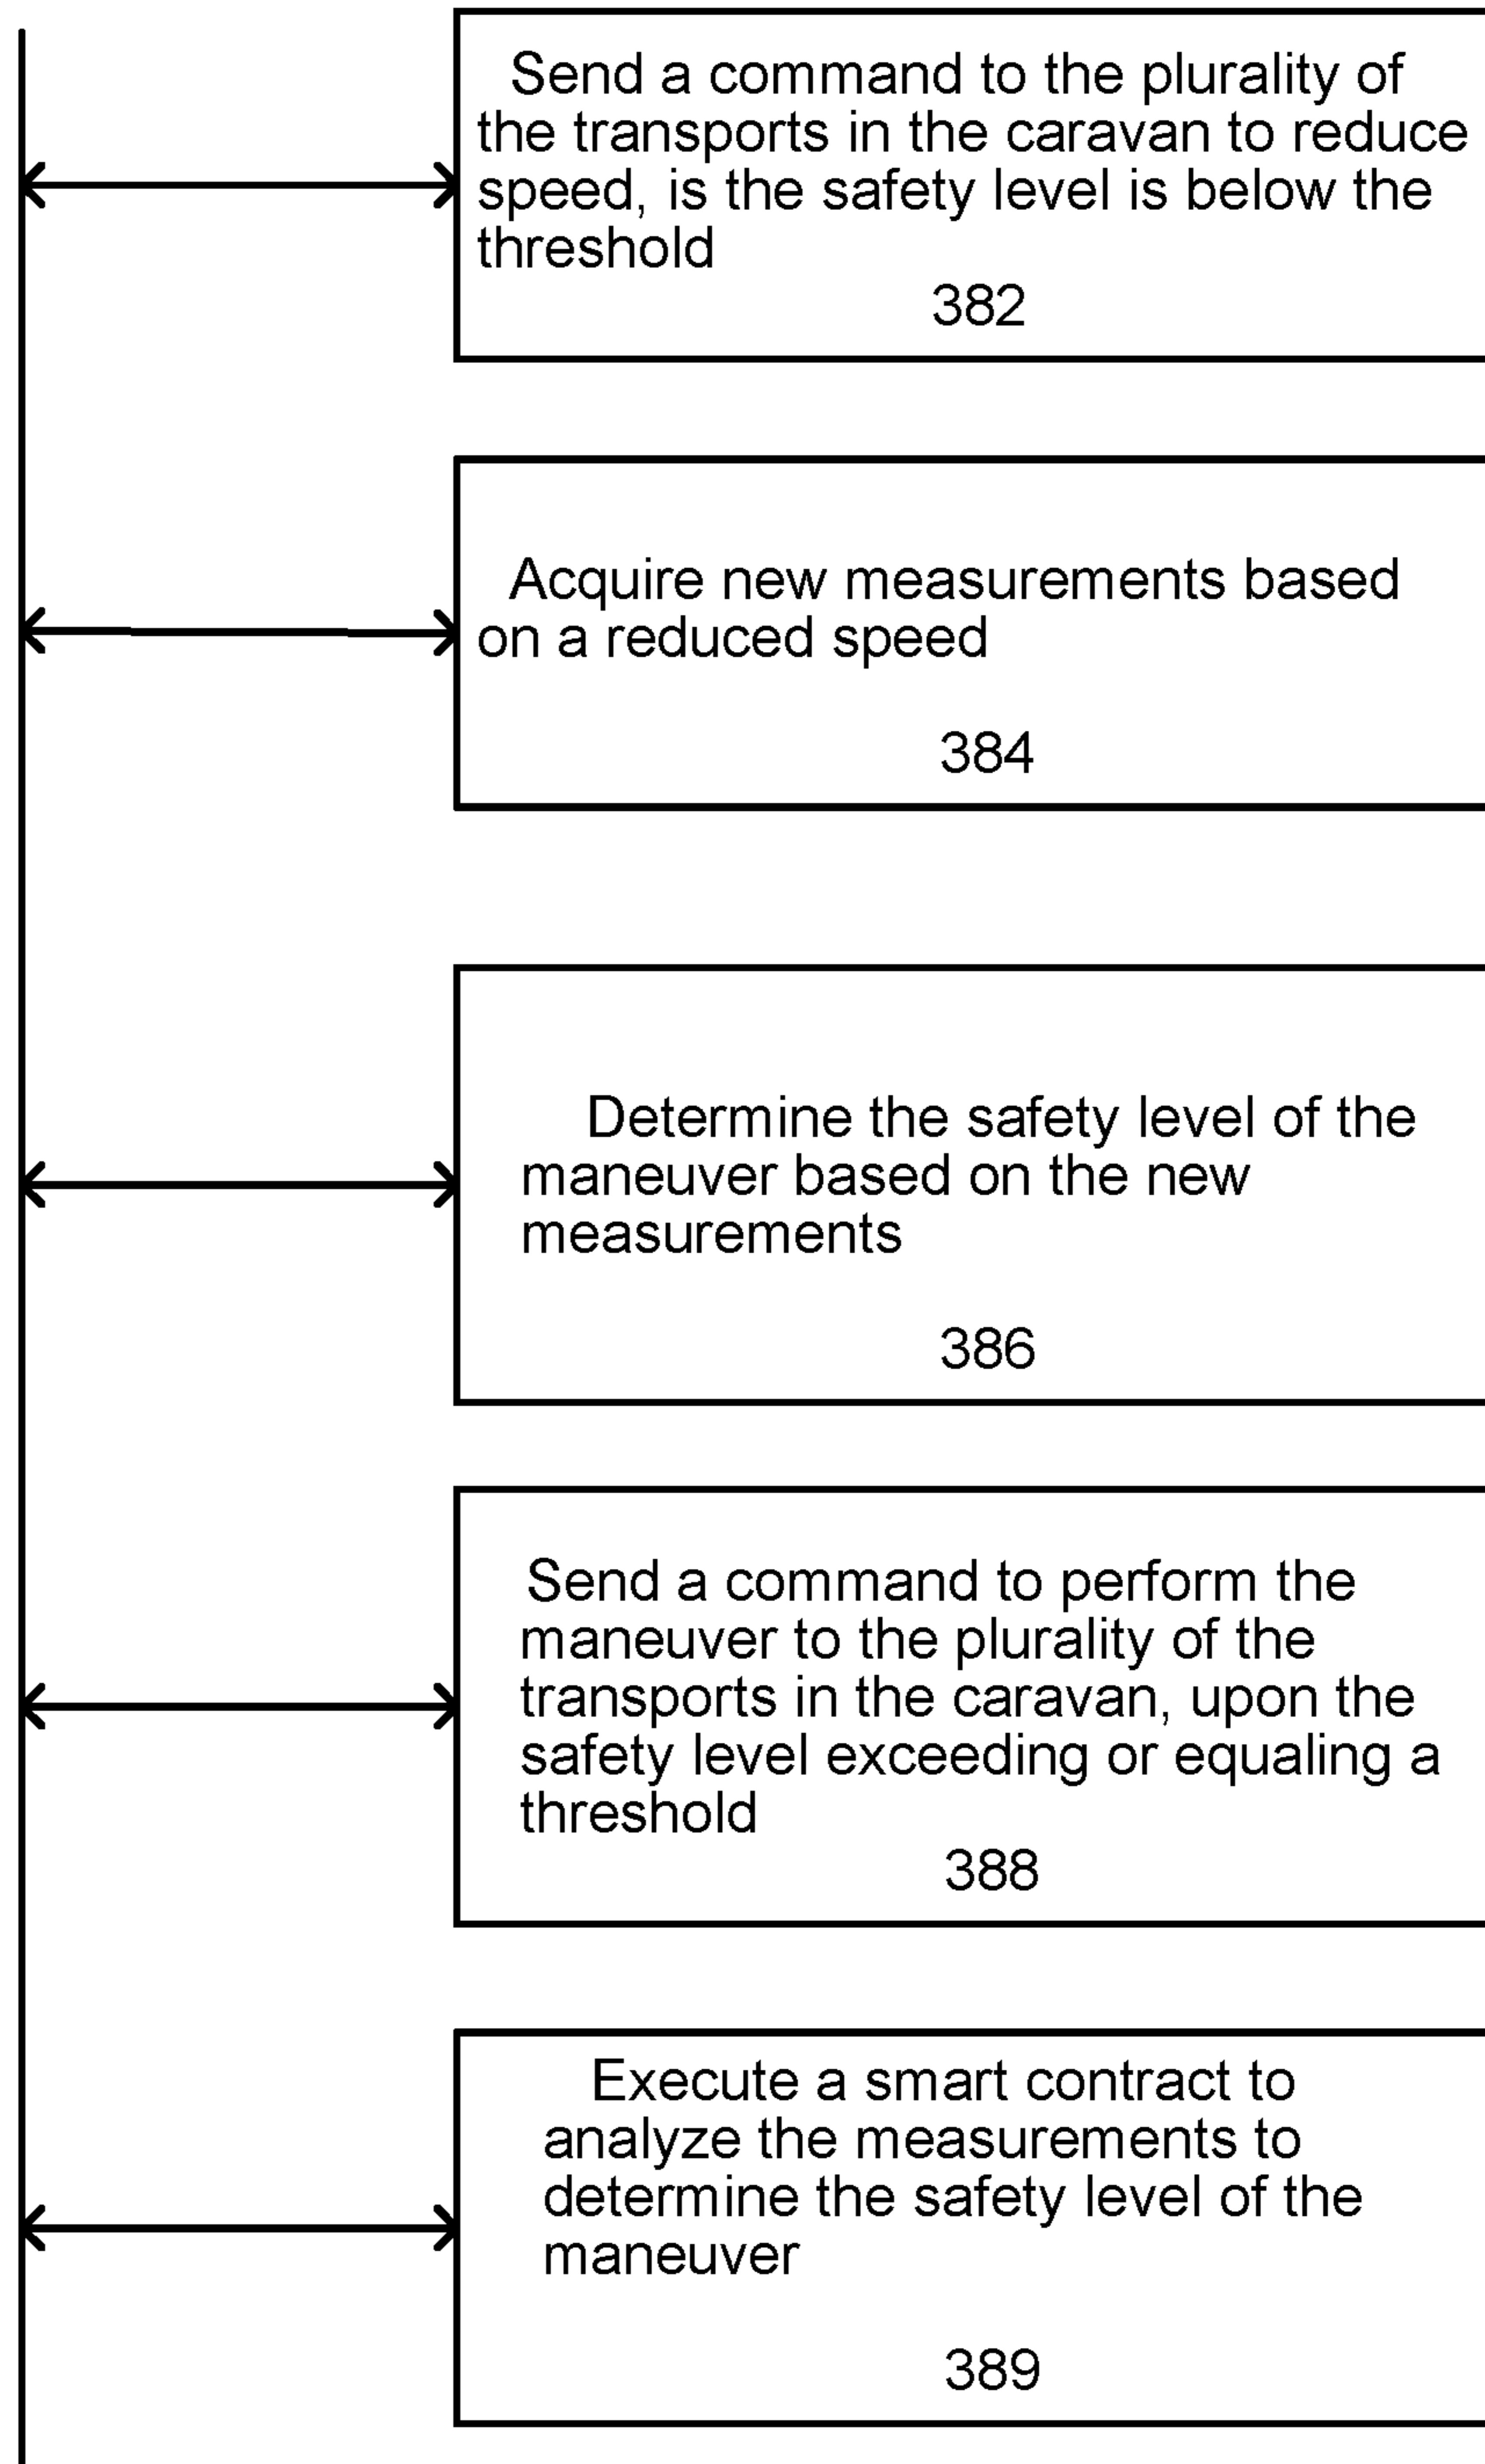 Send a command to the plurality of
the transports in the caravan to reduce
speed, is the safety level is below the
threshold
382
Acquire new measurements based
on a reduced speed
384
Determine the safety level of the
maneuver based on the new
measurements
386
Send a command to perform the
maneuver to the plurality of the
transports in the caravan, upon the
safety level exceeding or equaling a
threshold
388
Execute a smart contract to
analyze the measurements to
determine the safety level of the
maneuver
389